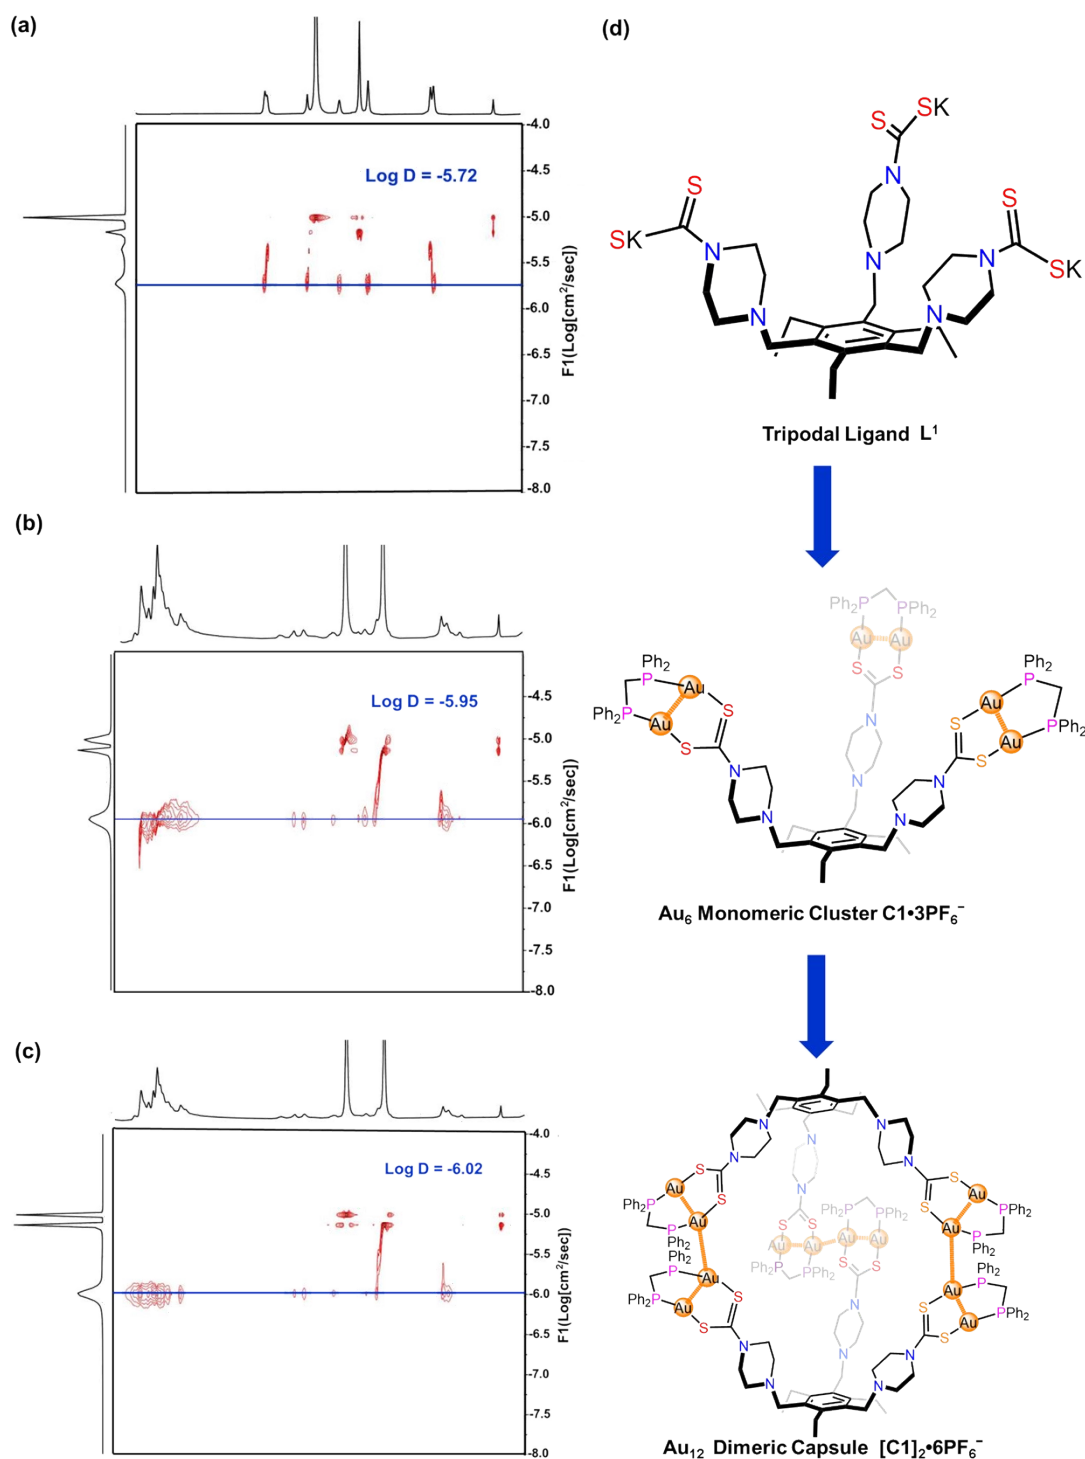 (a)
Log D = -5.72
-4.0
-4.5
-5.0
-5.5
-6.0
-6.5
-7.0
-7.5
-8.0
F1(Log[cm²/sec])
(b)
Log D = -5.95
-4.5
-5.0
-5.5
-6.0
-6.5
-7.0
-7.5
-8.0
F1(Log[cm²/sec])
(c)
Log D = -6.02
-4.0
-4.5
-5.0
-5.5
-6.0
-6.5
-7.0
-7.5
-8.0
F1(Log[cm²/sec])
(d)
S SK
N
S
SK
N
N
N
S
SK
N
N
Tripodal Ligand L¹
Ph₂P PPh₂
Au Au
S S
N
N
Ph₂
P
Ph₂P
Au
Au
S
S
N
N
Ph₂
P
PPh₂
Au
Au
S
S
N
N
Au₆ Monomeric Cluster C1•3PF₆⁻
N
N
N
N
N
N
S
S
Au
Au
Ph₂P
P
Ph₂
S
S
Au
Au
PPh₂
P
Ph₂
S S
Au Au Au Au
Ph₂P PPh₂
Ph₂P PPh₂
S S
Ph₂
P
Ph₂P
Au
Au
S
S
Ph₂
P
PPh₂
Au
Au
S
S
N
N
N
N
N
N
Au₁₂ Dimeric Capsule [C1]₂•6PF₆⁻